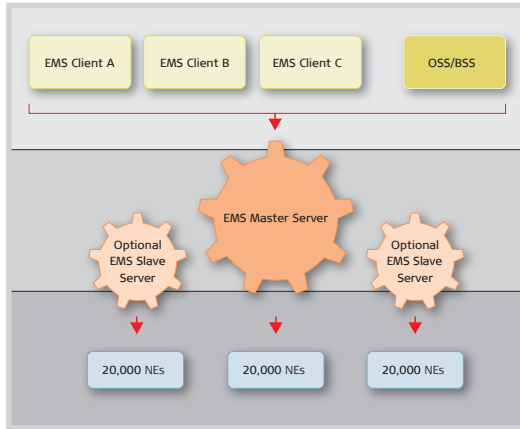 EMS Client A
EMS Client B
EMS Client C
OSS/BSS
EMS Master Server
Optional
EMS Slave
Server
Optional
EMS Slave
Server
20,000 NEs
20,000 NEs
20,000 NEs